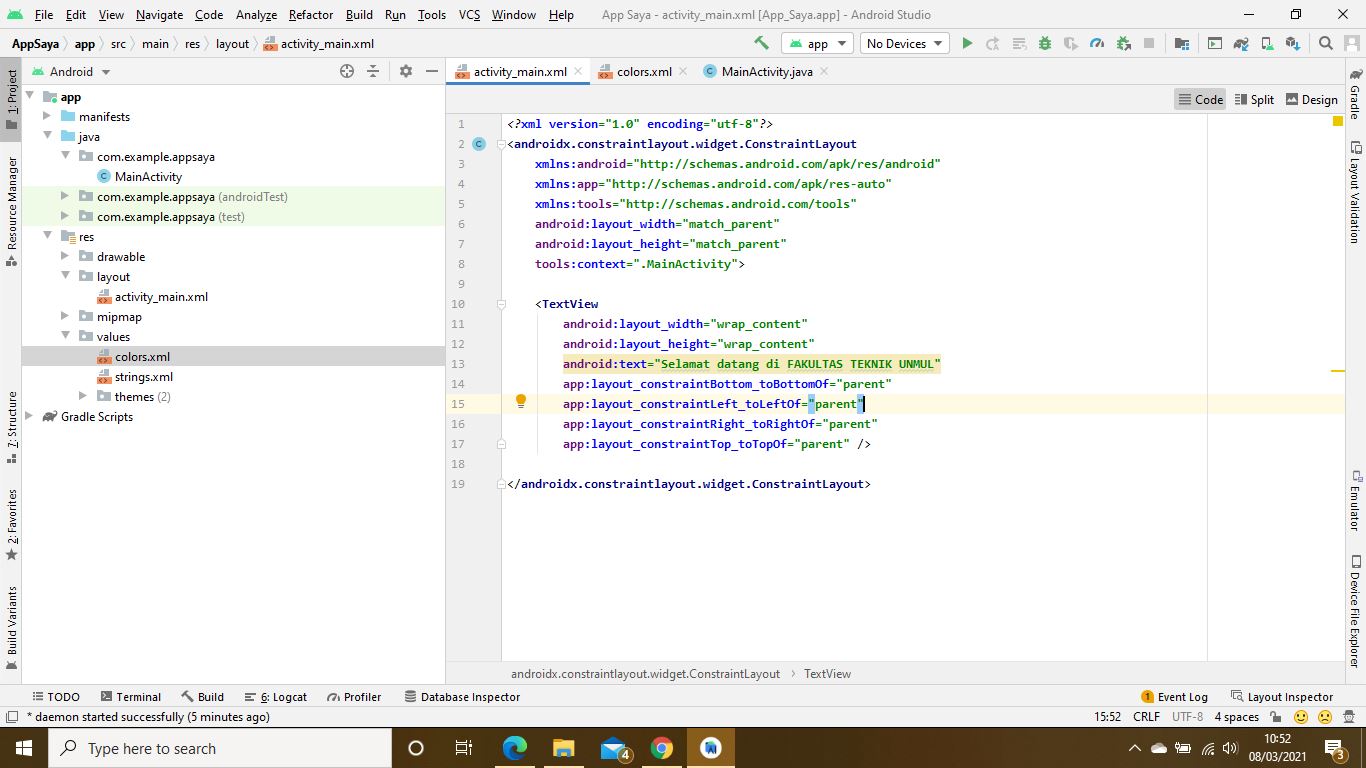 File Edit View Navigate Code Analyze Refactor Build Run Tools VCS Window Help App Saya - activity_main.xml [App_Saya.app] - Android Studio
AppSaya app src main res layout activity_main.xml app No Devices
1: Project
Resource Manager
7: Structure
2: Favorites
Build Variants
Android
app
manifests
java
com.example.appsaya
MainActivity
com.example.appsaya (androidTest)
com.example.appsaya (test)
res
drawable
layout
activity_main.xml
mipmap
values
colors.xml
strings.xml
themes (2)
Gradle Scripts
activity_main.xml colors.xml MainActivity.java
Code Split Design
1 <?xml version="1.0" encoding="utf-8"?>
2 <androidx.constraintlayout.widget.ConstraintLayout
3 xmlns:android="http://schemas.android.com/apk/res/android"
4 xmlns:app="http://schemas.android.com/apk/res-auto"
5 xmlns:tools="http://schemas.android.com/tools"
6 android:layout_width="match_parent"
7 android:layout_height="match_parent"
8 tools:context=".MainActivity">
9
10 <TextView
11 android:layout_width="wrap_content"
12 android:layout_height="wrap_content"
13 android:text="Selamat datang di FAKULTAS TEKNIK UNMUL"
14 app:layout_constraintBottom_toBottomOf="parent"
15 app:layout_constraintLeft_toLeftOf="parent"
16 app:layout_constraintRight_toRightOf="parent"
17 app:layout_constraintTop_toTopOf="parent" />
18
19 </androidx.constraintlayout.widget.ConstraintLayout>
androidx.constraintlayout.widget.ConstraintLayout TextView
Gradle
Layout Validation
Emulator
Device File Explorer
TODO Terminal Build 6: Logcat Profiler Database Inspector 1 Event Log Layout Inspector
* daemon started successfully (5 minutes ago) 15:52 CRLF UTF-8 4 spaces
Type here to search 4 10:52
08/03/2021 3